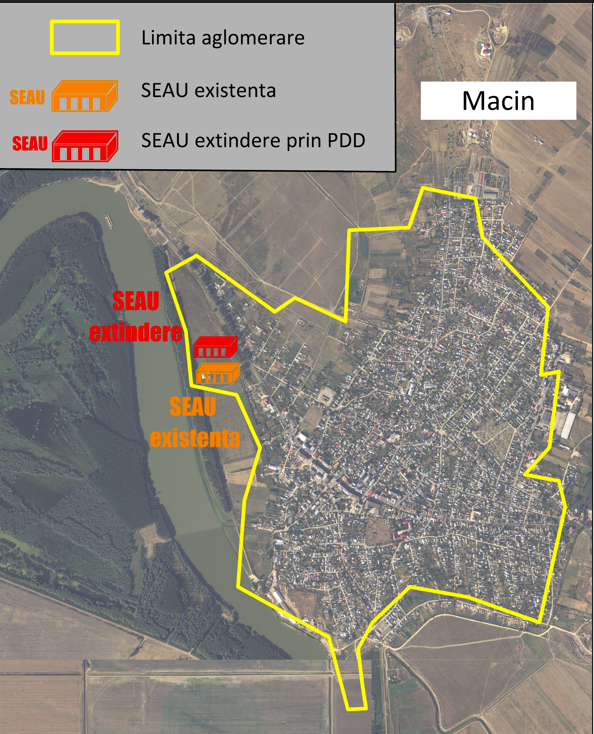 Limita aglomerare
SEAU
SEAU existenta
SEAU
SEAU extindere prin PDD
Macin
SEAU
extindere
SEAU
existenta